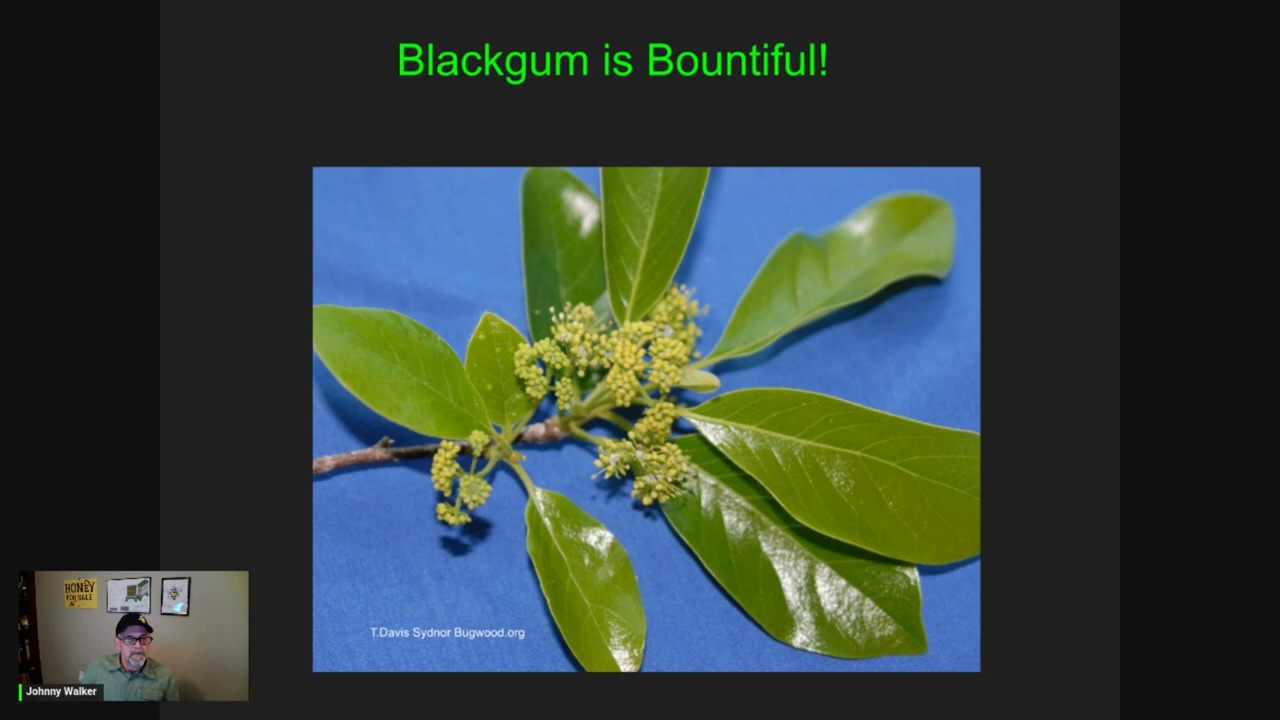 Blackgum is Bountiful!
T.Davis Sydnor Bugwood.org
HONEY
FOR SALE
Johnny Walker